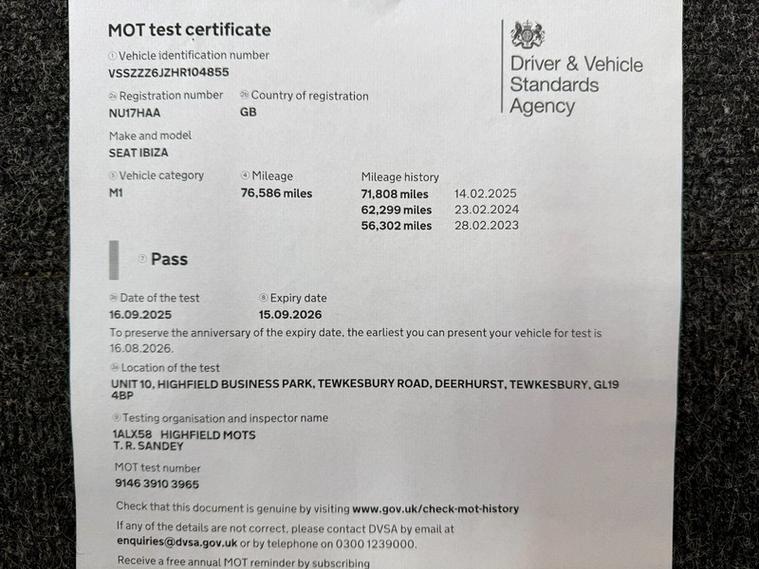 MOT test certificate
Driver & Vehicle
Standards
Agency
① Vehicle identification number
VSSZZZ6JZHR104855
Registration number
Country of registration
NU17HAA
GB
Make and model
SEAT IBIZA
Vehicle category
④ Mileage
Mileage history
M1
76,586 miles
71,808 miles 14.02.2025
62,299 miles 23.02.2024
56,302 miles 28.02.2023
⑦ Pass
Date of the test
⑧ Expiry date
16.09.2025
15.09.2026
To preserve the anniversary of the expiry date, the earliest you can present your vehicle for test is
16.08.2026.
Location of the test
UNIT 10, HIGHFIELD BUSINESS PARK, TEWKESBURY ROAD, DEERHURST, TEWKESBURY, GL19
4BP
⑨ Testing organisation and inspector name
1ALX58 HIGHFIELD MOTS
T. R. SANDEY
MOT test number
9146 3910 3965
Check that this document is genuine by visiting www.gov.uk/check-mot-history
If any of the details are not correct, please contact DVSA by email at
enquiries@dvsa.gov.uk or by telephone on 0300 1239000.
Receive a free annual MOT reminder by subscribing